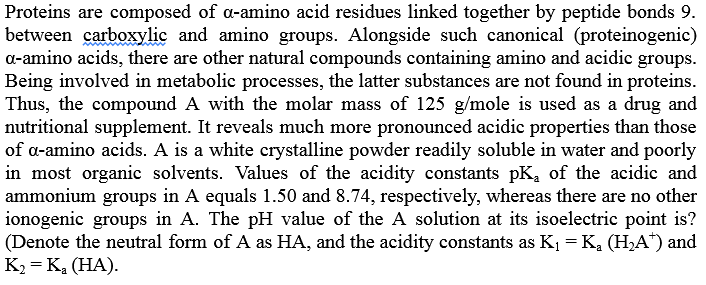 Proteins are composed of α-amino acid residues linked together by peptide bonds 9.
between carboxylic and amino groups. Alongside such canonical (proteinogenic)
α-amino acids, there are other natural compounds containing amino and acidic groups.
Being involved in metabolic processes, the latter substances are not found in proteins.
Thus, the compound A with the molar mass of 125 g/mole is used as a drug and
nutritional supplement. It reveals much more pronounced acidic properties than those
of α-amino acids. A is a white crystalline powder readily soluble in water and poorly
in most organic solvents. Values of the acidity constants pKₐ of the acidic and
ammonium groups in A equals 1.50 and 8.74, respectively, whereas there are no other
ionogenic groups in A. The pH value of the A solution at its isoelectric point is?
(Denote the neutral form of A as HA, and the acidity constants as K₁ = Kₐ (H₂A⁺) and
K₂ = Kₐ (HA).